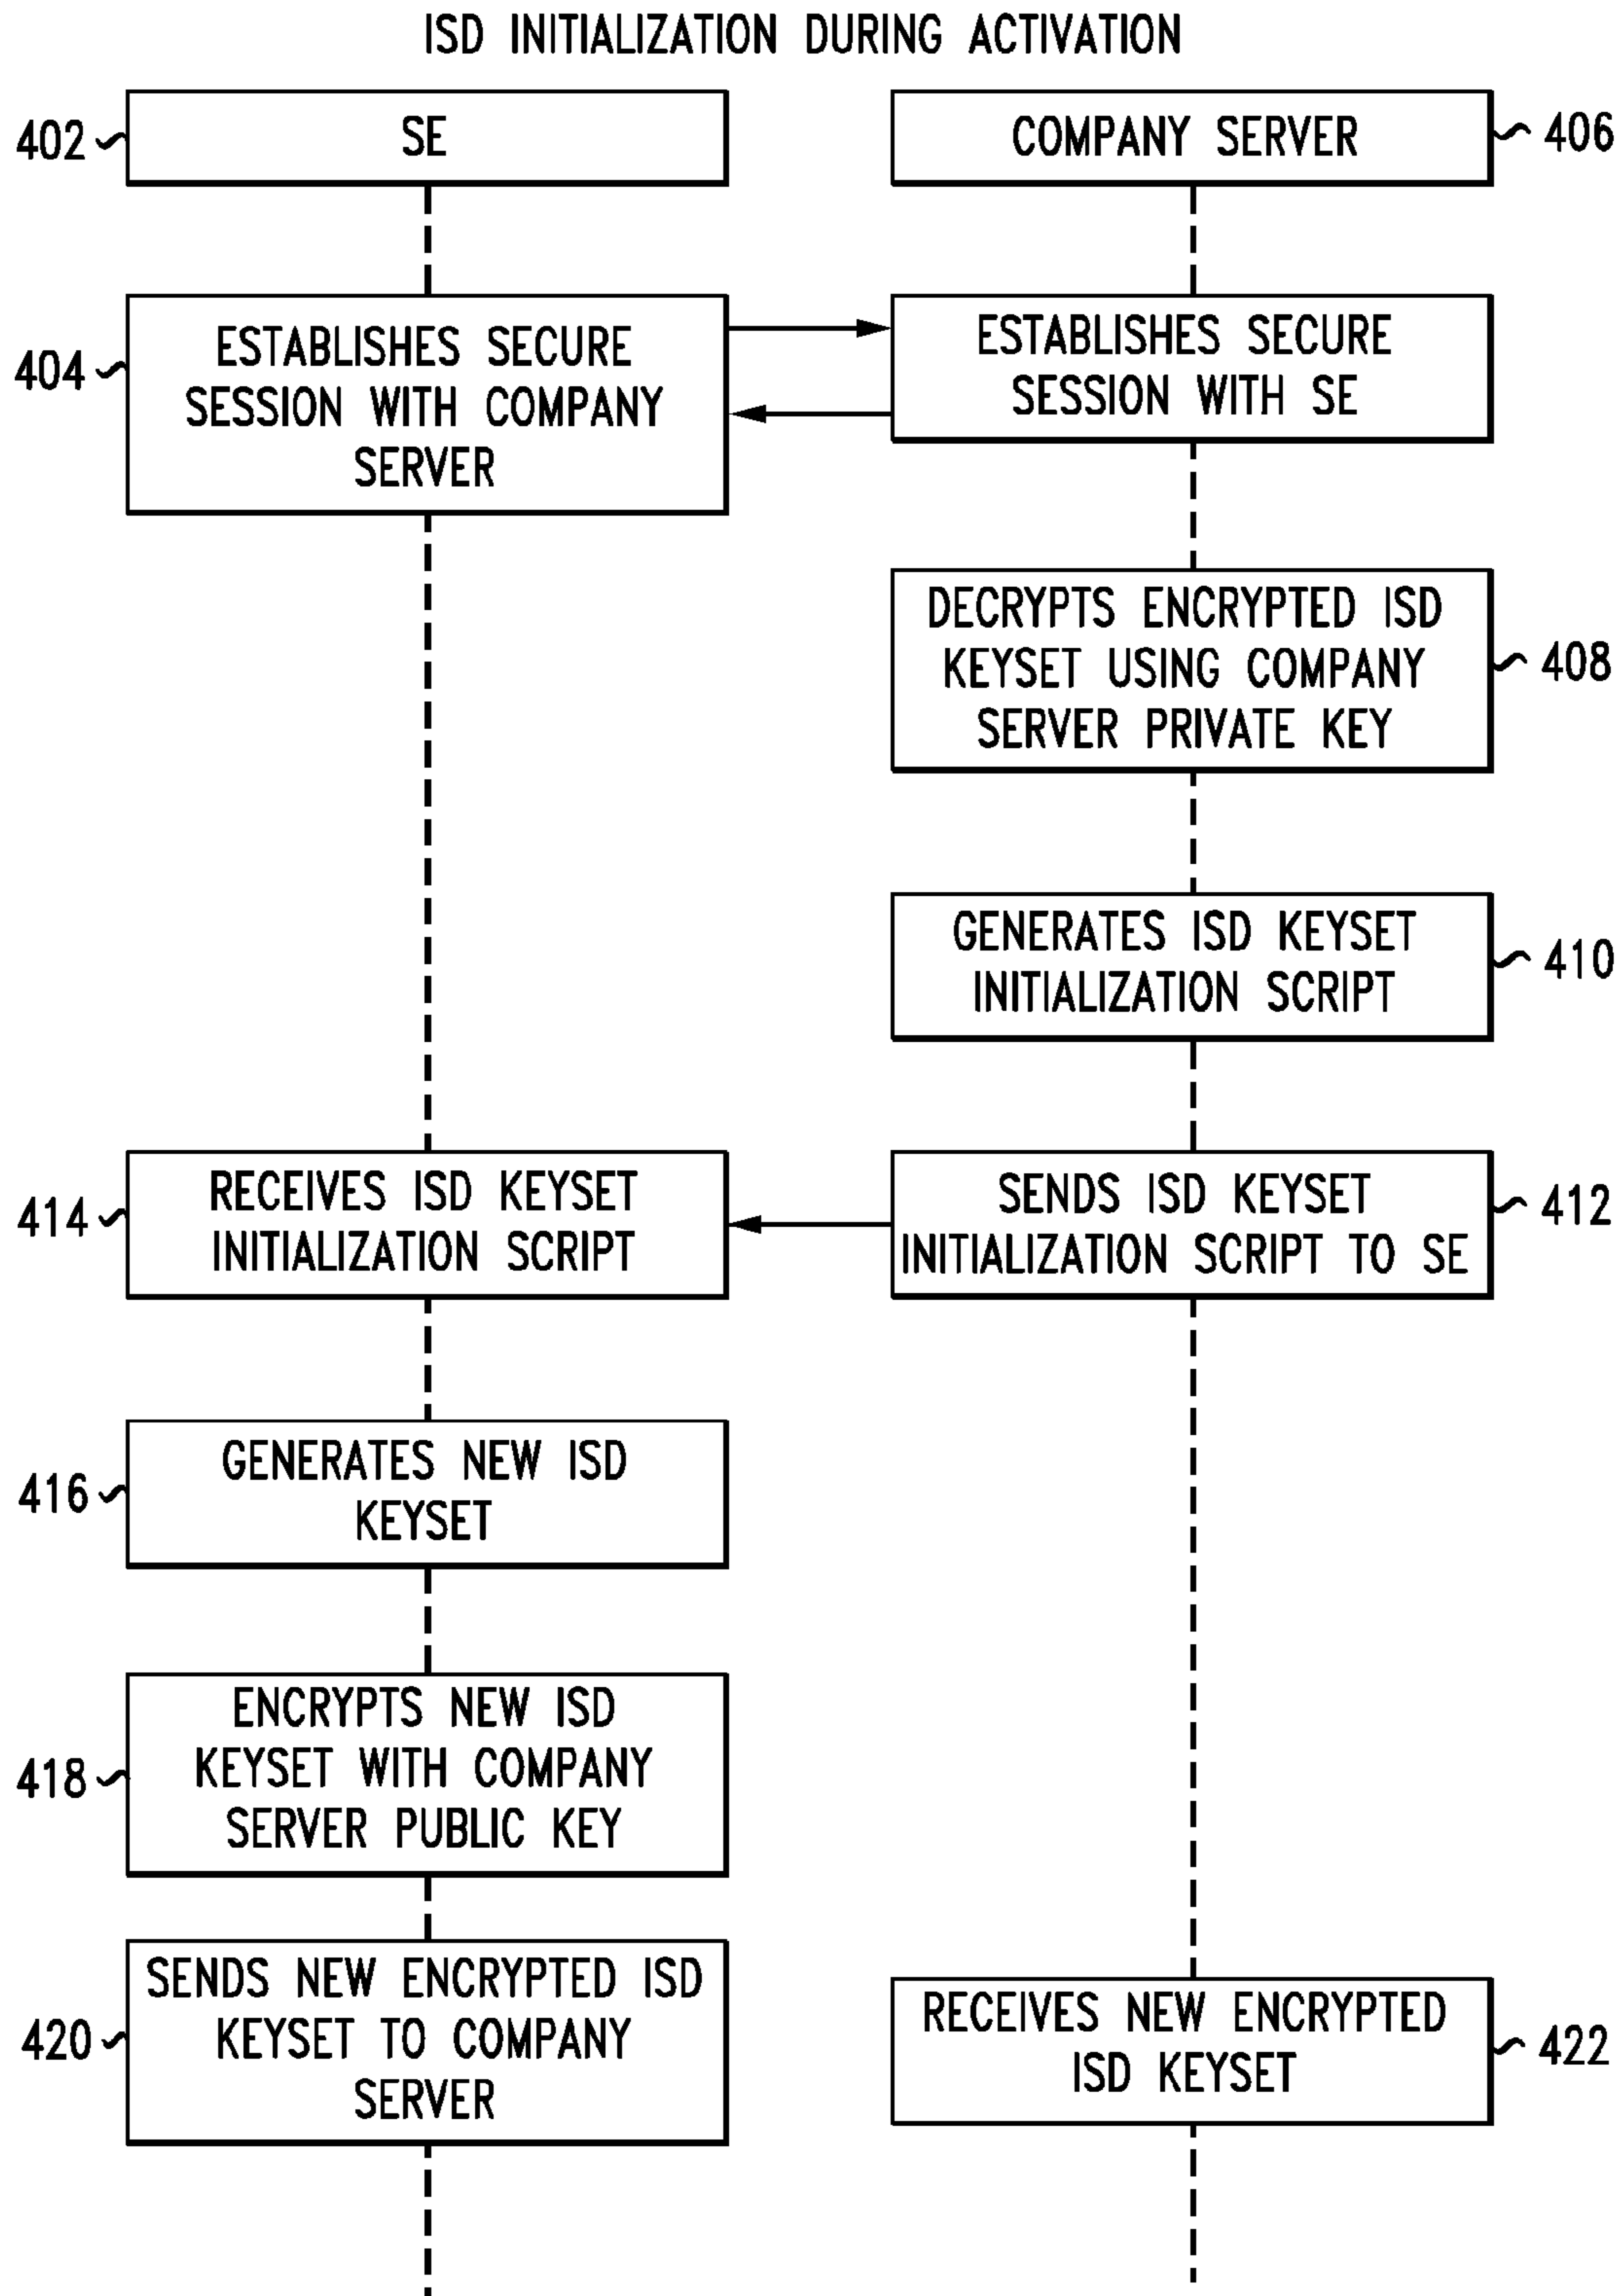 ISD INITIALIZATION DURING ACTIVATION
402
SE
COMPANY SERVER
406
404
ESTABLISHES SECURE
SESSION WITH COMPANY
SERVER
ESTABLISHES SECURE
SESSION WITH SE
DECRYPTS ENCRYPTED ISD
KEYSET USING COMPANY
SERVER PRIVATE KEY
408
GENERATES ISD KEYSET
INITIALIZATION SCRIPT
410
414
RECEIVES ISD KEYSET
INITIALIZATION SCRIPT
SENDS ISD KEYSET
INITIALIZATION SCRIPT TO SE
412
416
GENERATES NEW ISD
KEYSET
418
ENCRYPTS NEW ISD
KEYSET WITH COMPANY
SERVER PUBLIC KEY
420
SENDS NEW ENCRYPTED ISD
KEYSET TO COMPANY
SERVER
RECEIVES NEW ENCRYPTED
ISD KEYSET
422